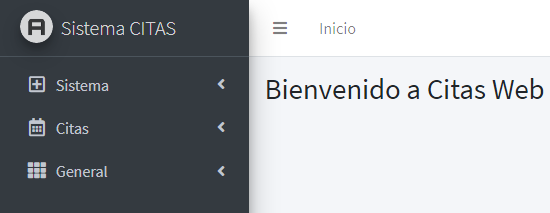 Sistema CITAS
Inicio
Bienvenido a Citas Web
Sistema
Citas
General